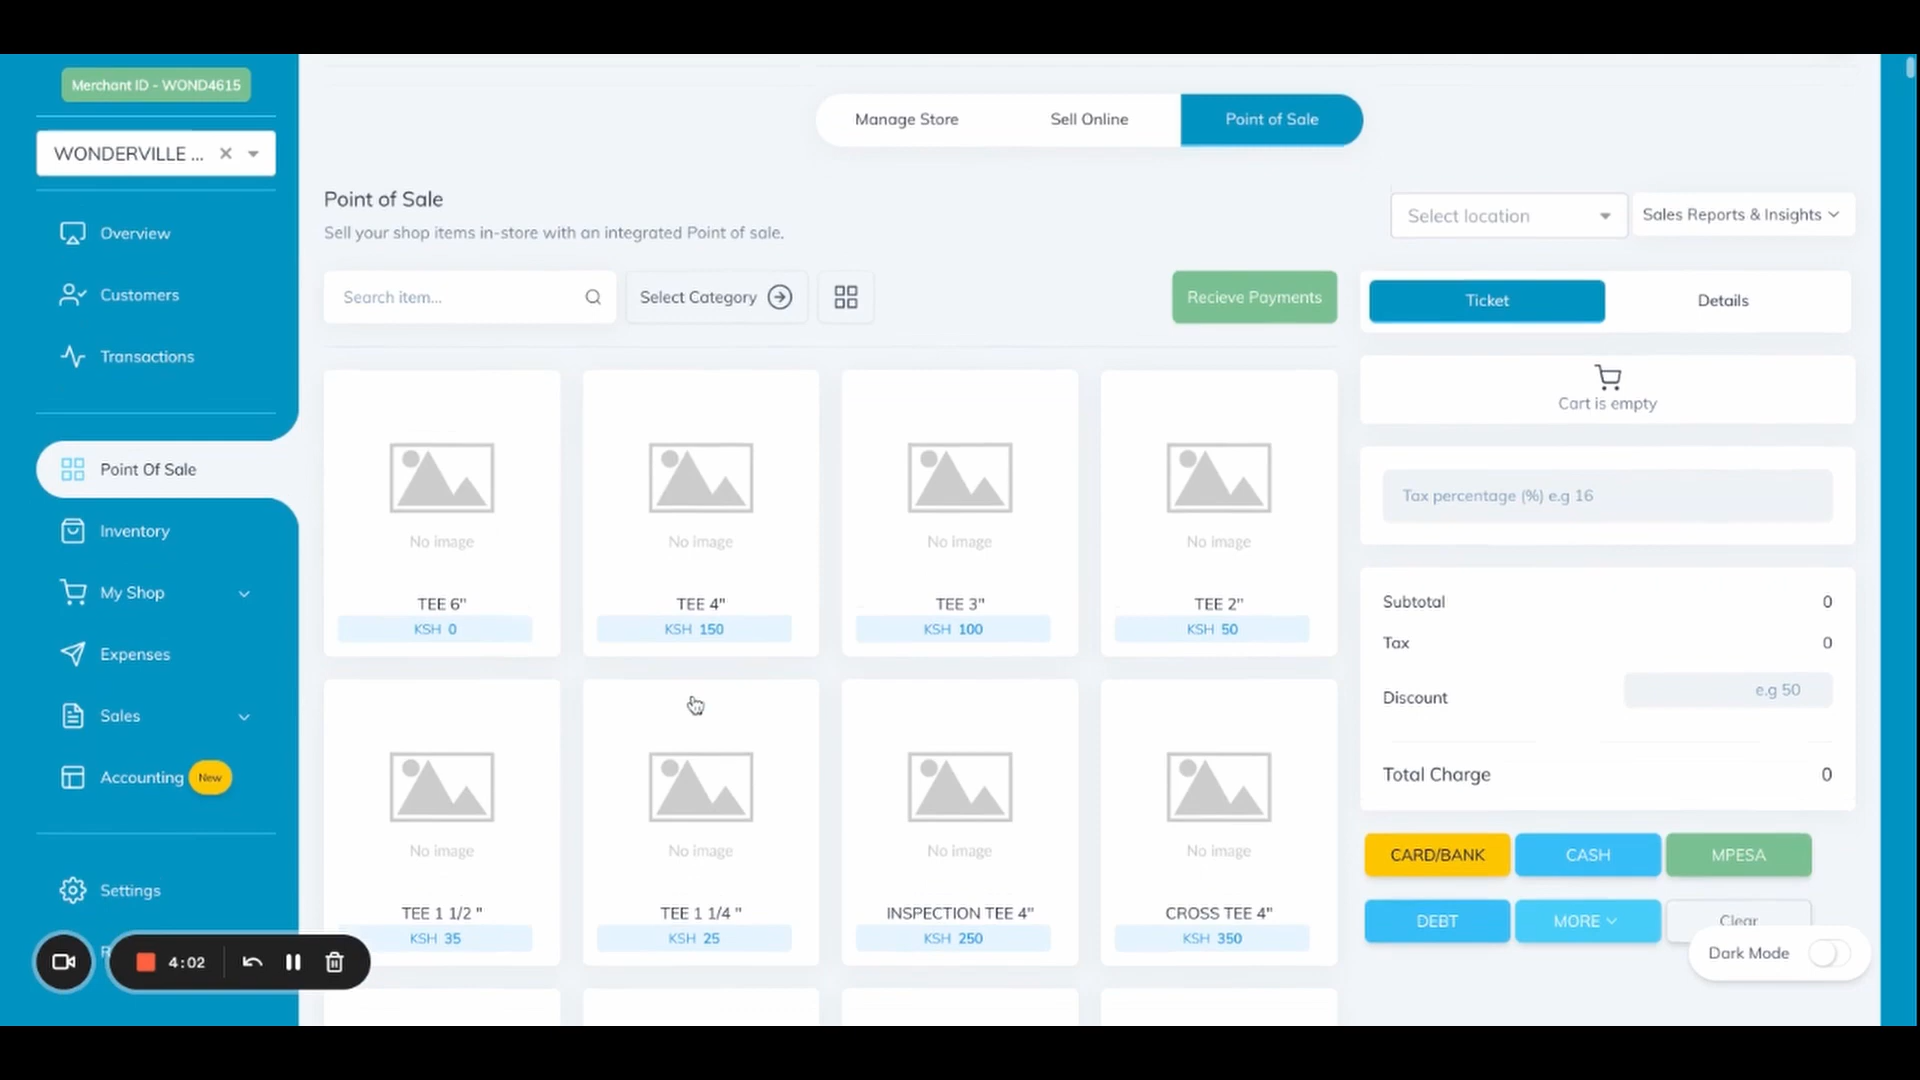 Merchant ID - WOND4615
WONDERVILLE ...
Overview
Customers
Transactions
Point Of Sale
Inventory
My Shop
Expenses
Sales
Accounting New
Settings
4:02
Manage Store
Sell Online
Point of Sale
Point of Sale
Sell your shop items in-store with an integrated Point of sale.
Select location
Sales Reports & Insights
Search item...
Select Category
Recieve Payments
No image
TEE 6"
KSH 0
No image
TEE 4"
KSH 150
No image
TEE 3"
KSH 100
No image
TEE 2"
KSH 50
No image
TEE 1 1/2 "
KSH 35
No image
TEE 1 1/4 "
KSH 25
No image
INSPECTION TEE 4"
KSH 250
No image
CROSS TEE 4"
KSH 350
Ticket
Details
Cart is empty
Tax percentage (%) e.g 16
Subtotal 0
Tax 0
Discount e.g 50
Total Charge 0
CARD/BANK
CASH
MPESA
DEBT
MORE
Clear
Dark Mode